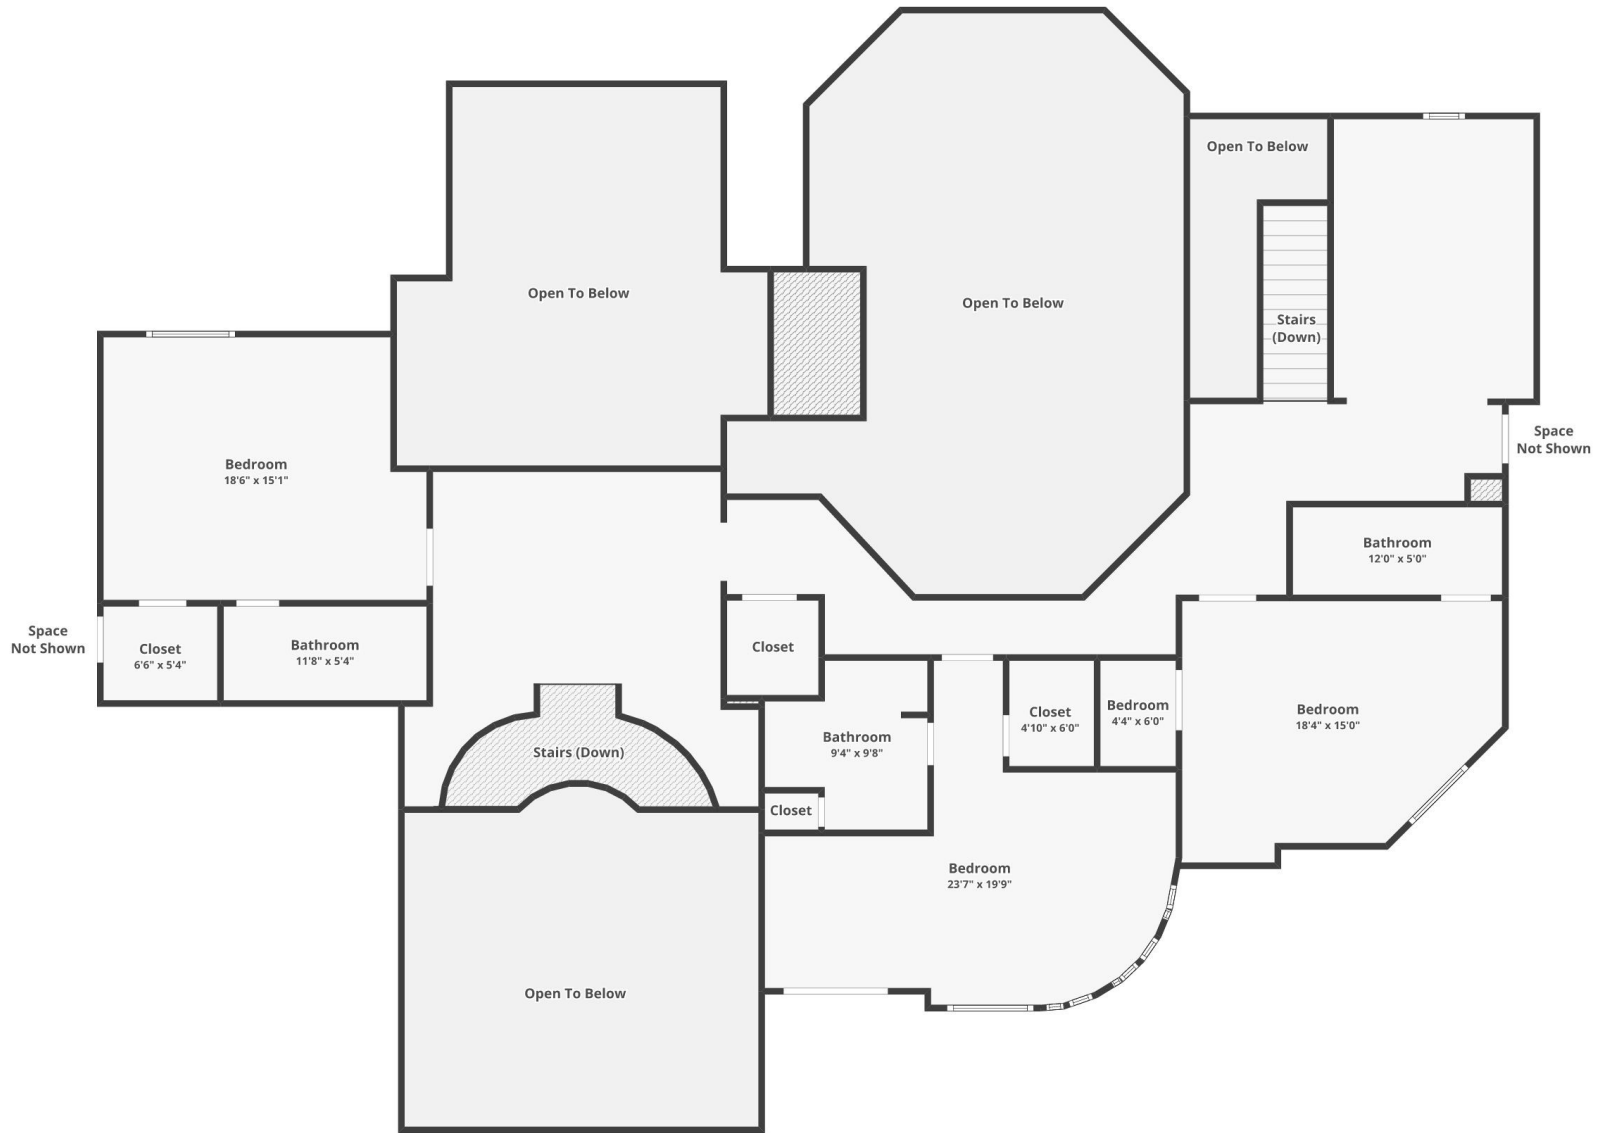 Open To Below
Open To Below
Open To Below
Stairs
(Down)
Space
Not Shown
Bedroom
18'6" x 15'1"
Bathroom
12'0" x 5'0"
Space
Not Shown
Closet
6'6" x 5'4"
Bathroom
11'8" x 5'4"
Closet
Stairs (Down)
Bathroom
9'4" x 9'8"
Closet
4'10" x 6'0"
Bedroom
4'4" x 6'0"
Bedroom
18'4" x 15'0"
Closet
Bedroom
23'7" x 19'9"
Open To Below